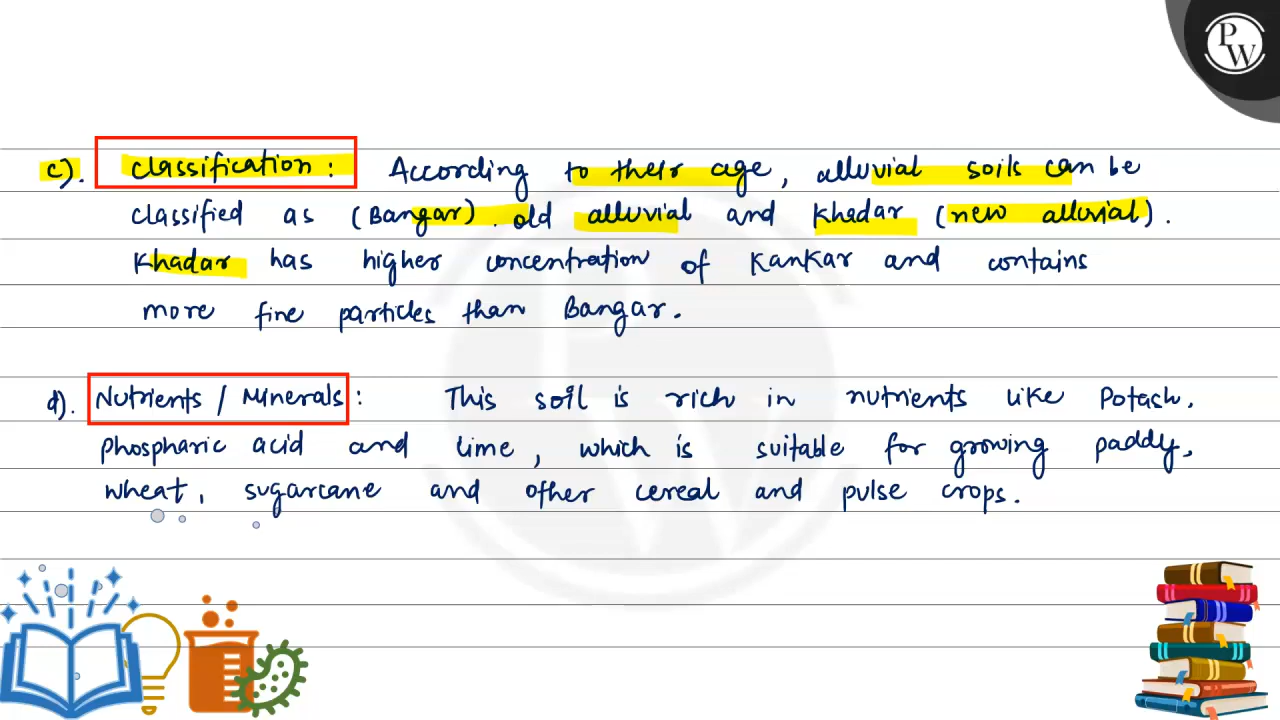 PW
c). Classification : According to their age, alluvial soils can be
classified as (Bangar). old alluvial and Khadar (new alluvial).
Khadar has higher concentration of Kankar and contains
more fine particles than Bangar.
d). Nutrients / Minerals : This soil is rich in nutrients like Potash,
phospharic acid and lime, which is suitable for growing paddy,
wheat, sugarcane and other cereal and pulse crops.